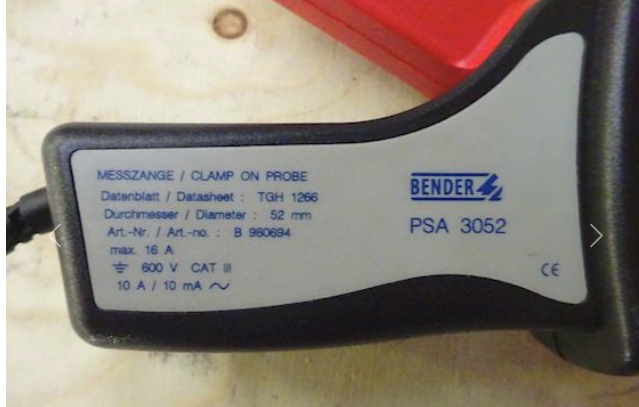 MESSZANGE / CLAMP ON PROBE
Datenblatt / Datasheet : TGH 1266
Durchmesser / Diameter : 52 mm
Art.-Nr. / Art.-no. : B 980694
max. 16 A
⏚ 600 V CAT III
10 A / 10 mA ~
BENDER
PSA 3052
CE